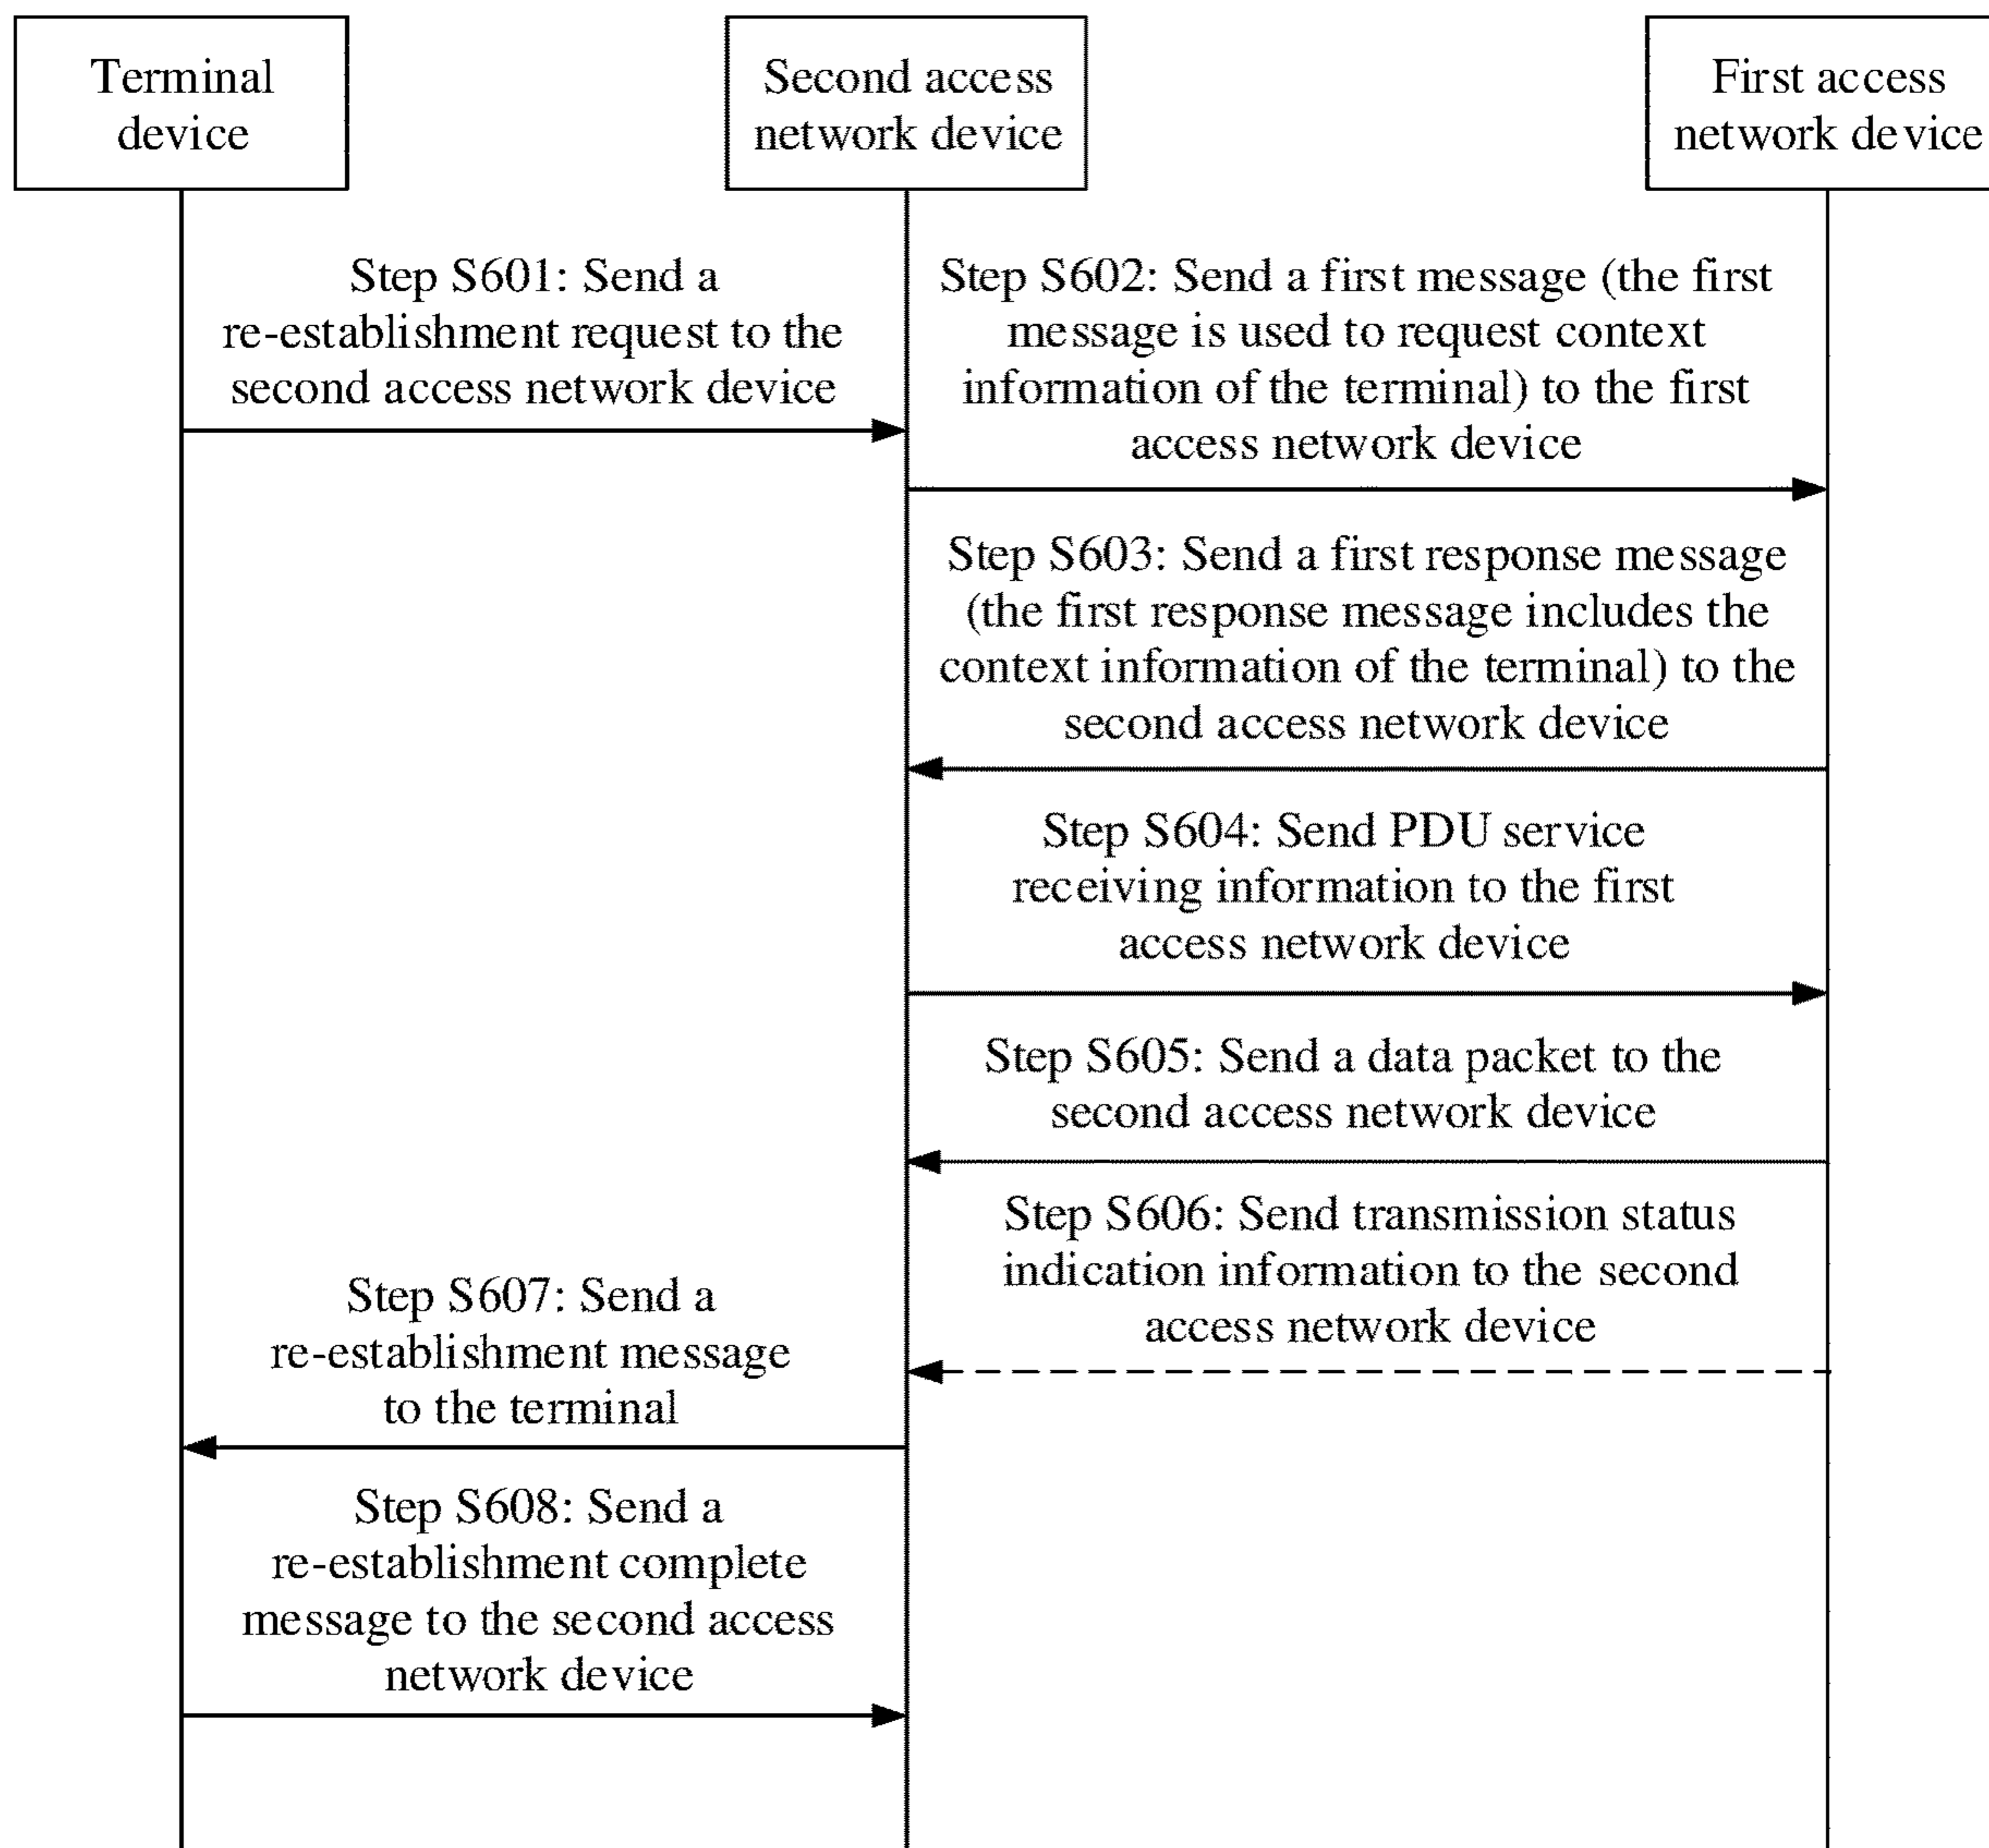 Terminal
device
Second access
network device
First access
network device
Step S601: Send a
re-establishment request to the
second access network device
Step S602: Send a first message (the first
message is used to request context
information of the terminal) to the first
access network device
Step S603: Send a first response message
(the first response message includes the
context information of the terminal) to the
second access network device
Step S604: Send PDU service
receiving information to the first
access network device
Step S605: Send a data packet to the
second access network device
Step S606: Send transmission status
indication information to the second
access network device
Step S607: Send a
re-establishment message
to the terminal
Step S608: Send a
re-establishment complete
message to the second access
network device